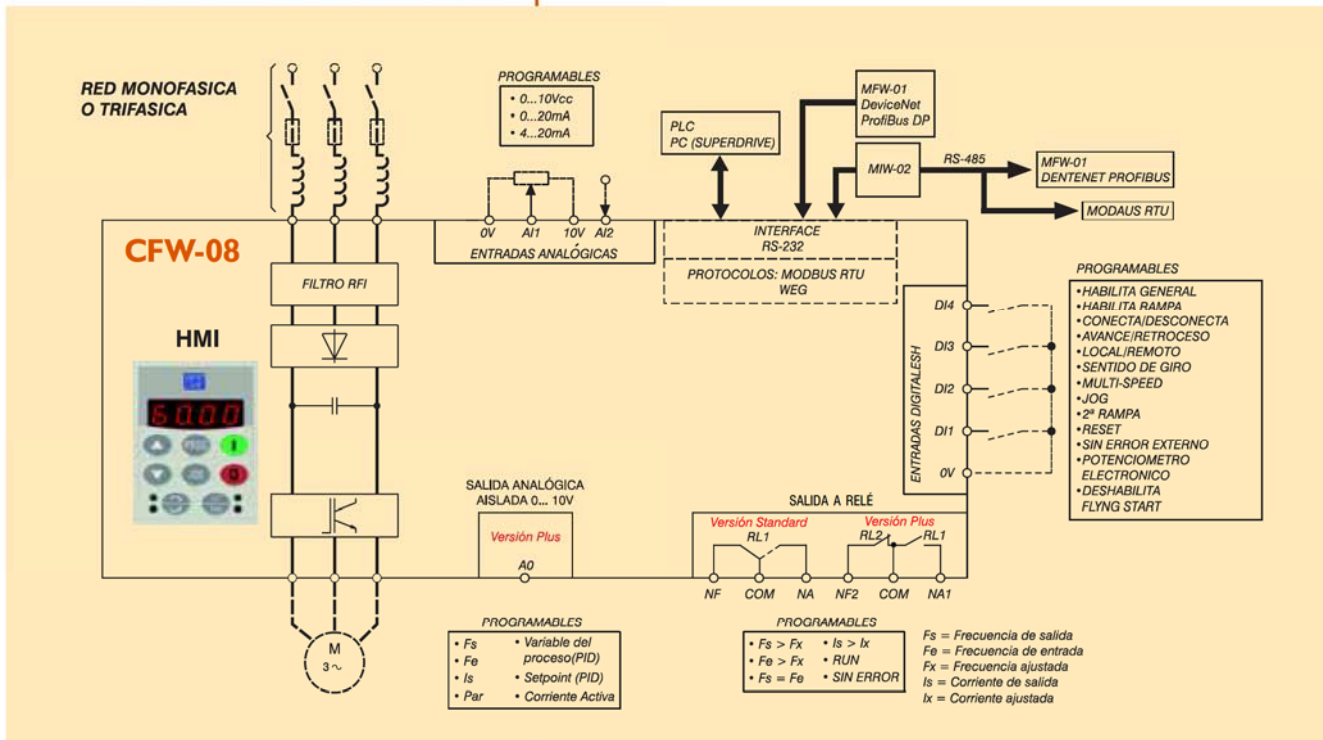 RED MONOFASICA
O TRIFASICA
PROGRAMABLES
• 0...10Vcc
• 0...20mA
• 4...20mA
PLC
PC (SUPERDRIVE)
MFW-01
DeviceNet
ProfiBus DP
MIW-02
RS-485
MFW-01
DENTENET PROFIBUS
MODAUS RTU
0V
AI1
10V
AI2
ENTRADAS ANALÓGICAS
INTERFACE
RS-232
PROTOCOLOS: MODBUS RTU
WEG
CFW-08
FILTRO RFI
HMI
60.00
PROG
JOG
ENTRADAS DIGITALESH
DI4
DI3
DI2
DI1
0V
PROGRAMABLES
•HABILITA GENERAL
•HABILITA RAMPA
•CONECTA/DESCONECTA
•AVANCE/RETROCESO
•LOCAL/REMOTO
•SENTIDO DE GIRO
•MULTI-SPEED
•JOG
•2ª RAMPA
•RESET
•SIN ERROR EXTERNO
•POTENCIOMETRO
ELECTRONICO
•DESHABILITA
FLYNG START
SALIDA ANALÓGICA
AISLADA 0... 10V
Versión Plus
A0
SALIDA A RELÉ
Versión Standard
RL1
Versión Plus
RL2
RL1
NF
COM
NA
NF2
COM
NA1
M
3~
PROGRAMABLES
• Fs
• Fe
• Is
• Par
• Variable del
proceso(PID)
• Setpoint (PID)
• Corriente Activa
PROGRAMABLES
• Fs > Fx
• Fe > Fx
• Fs = Fe
• Is > Ix
• RUN
• SIN ERROR
Fs = Frecuencia de salida
Fe = Frecuencia de entrada
Fx = Frecuencia ajustada
Is = Corriente de salida
Ix = Corriente ajustada